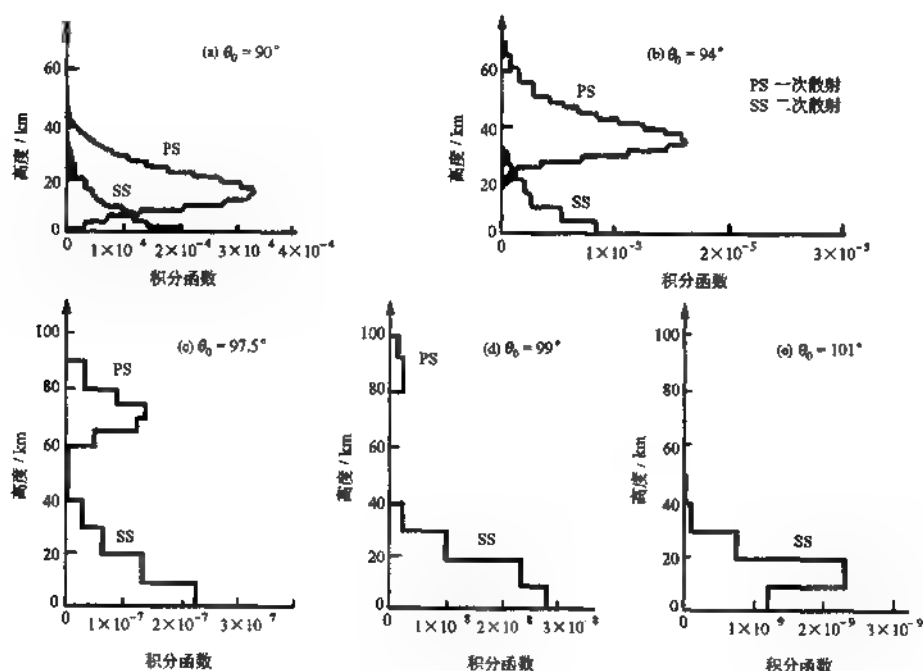 (a) θ₀ = 90°
60
40
20
0
高度 / km
PS
SS
0 1×10⁻⁴ 2×10⁻⁴ 3×10⁻⁴ 4×10⁻⁴
积分函数
(b) θ₀ = 94°
PS 一次散射
SS 二次散射
60
40
20
0
高度 / km
PS
SS
0 1×10⁻⁵ 2×10⁻⁵ 3×10⁻⁵
积分函数
(c) θ₀ = 97.5°
100
80
60
40
20
0
高度 / km
PS
SS
0 1×10⁻⁷ 2×10⁻⁷ 3×10⁻⁷
积分函数
(d) θ₀ = 99°
100
80
60
40
20
0
高度 / km
PS
SS
0 1×10⁻⁸ 2×10⁻⁸ 3×10⁻⁸
积分函数
(e) θ₀ = 101°
100
80
60
40
20
0
高度 / km
SS
0 1×10⁻⁹ 2×10⁻⁹ 3×10⁻⁹
积分函数